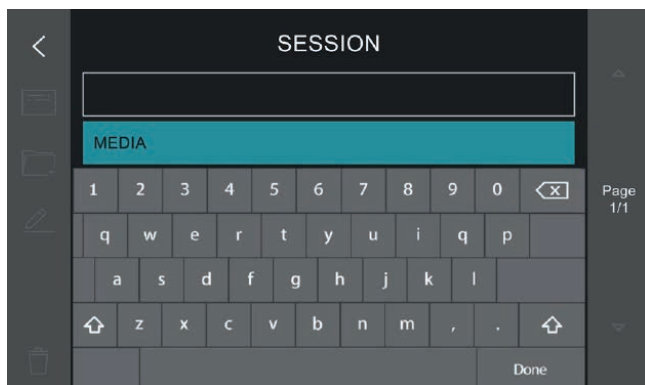 SESSION
MEDIA
1 2 3 4 5 6 7 8 9 0
Page
1/1
q w e r t y u i q p
a s d f g h j k l
z x c v b n m , .
Done